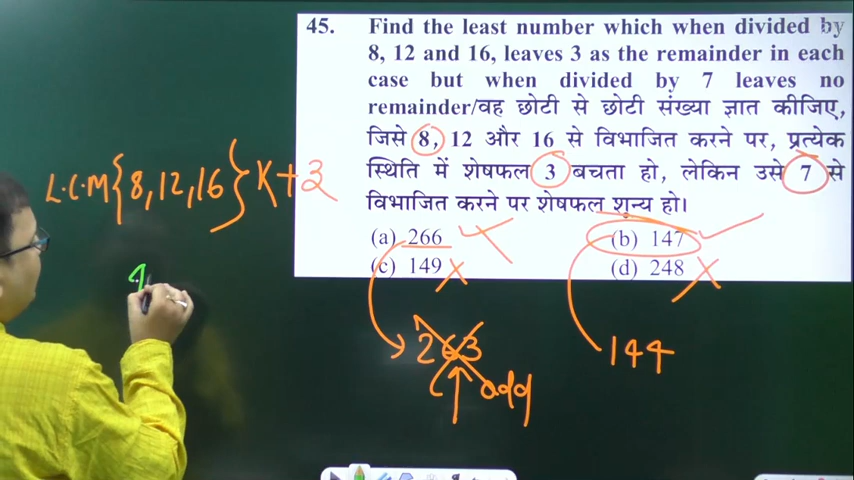 45. Find the least number which when divided by
8, 12 and 16, leaves 3 as the remainder in each
case but when divided by 7 leaves no
remainder/वह छोटी से छोटी संख्या ज्ञात कीजिए,
जिसे 8, 12 और 16 से विभाजित करने पर, प्रत्येक
स्थिति में शेषफल 3 बचता हो, लेकिन उसे 7 से
विभाजित करने पर शेषफल शून्य हो।
(a) 266 (b) 147
(c) 149 (d) 248
L.C.M{8,12,16}K+3
263
144
add